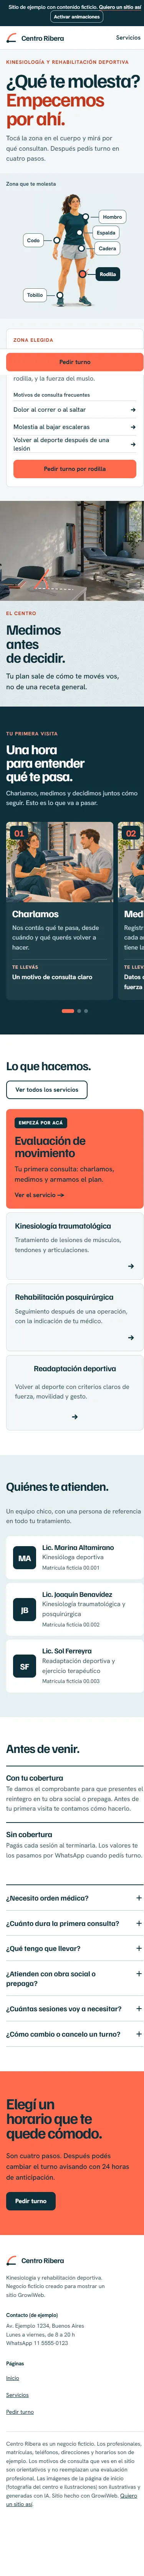 Sitio de ejemplo con contenido ficticio. Quiero un sitio así
Activar animaciones
Centro Ribera
Servicios
KINESIOLOGÍA Y REHABILITACIÓN DEPORTIVA
¿Qué te molesta?
Empecemos
por ahí.
Tocá la zona en el cuerpo y mirá por
qué consultan. Después pedís turno en
cuatro pasos.
Zona que te molesta
Hombro
Espalda
Codo
Cadera
Rodilla
Tobillo
ZONA ELEGIDA
Pedir turno
rodilla, y la fuerza del muslo.
Motivos de consulta frecuentes
Dolor al correr o al saltar
Molestia al bajar escaleras
Volver al deporte después de una
lesión
Pedir turno por rodilla
EL CENTRO
Medimos
antes
de decidir.
Tu plan sale de cómo te movés vos,
no de una receta general.
TU PRIMERA VISITA
Una hora
para entender
qué te pasa.
Charlamos, medimos y decidimos juntos cómo
seguir. Esto es lo que va a pasar.
01
02
Charlamos
Nos contás qué te pasa, desde
cuándo y qué querés volver a
hacer.
TE LLEVÁS
Un motivo de consulta claro
Lo que hacemos.
Ver todos los servicios
EMPEZÁ POR ACÁ
Evaluación de
movimiento
Tu primera consulta: charlamos,
medimos y armamos el plan.
Ver el servicio
Kinesiología traumatológica
Tratamiento de lesiones de músculos,
tendones y articulaciones.
Rehabilitación posquirúrgica
Seguimiento después de una operación,
con la indicación de tu médico.
Readaptación deportiva
Volver al deporte con criterios claros de
fuerza, movilidad y gesto.
Quiénes te atienden.
Un equipo chico, con una persona de referencia
en todo tu tratamiento.
MA
Lic. Marina Altamirano
Kinesióloga deportiva
Matrícula ficticia 00.001
JB
Lic. Joaquín Benavídez
Kinesiología traumatológica y
posquirúrgica
Matrícula ficticia 00.002
SF
Lic. Sol Ferreyra
Readaptación deportiva y
ejercicio terapéutico
Matrícula ficticia 00.003
Antes de venir.
Con tu cobertura
Te damos el comprobante para que presentes el
reintegro en tu obra social o prepaga. Antes de
tu primera visita te contamos cómo hacerlo.
Sin cobertura
Pagás cada sesión al terminarla. Los valores te
los pasamos por WhatsApp cuando pedís turno.
¿Necesito orden médica?
¿Cuánto dura la primera consulta?
¿Qué tengo que llevar?
¿Atienden con obra social o
prepaga?
¿Cuántas sesiones voy a necesitar?
¿Cómo cambio o cancelo un turno?
Elegí un
horario que te
quede cómodo.
Son cuatro pasos. Después podés
cambiar el turno avisando con 24 horas
de anticipación.
Pedir turno
Centro Ribera
Kinesiología y rehabilitación deportiva.
Negocio ficticio creado para mostrar un
sitio GrowiWeb.
Contacto (de ejemplo)
Av. Ejemplo 1234, Buenos Aires
Lunes a viernes, de 8 a 20 h
WhatsApp 11 5555-0123
Páginas
Inicio
Servicios
Pedir turno
Centro Ribera es un negocio ficticio. Los profesionales,
matrículas, teléfonos, direcciones y horarios son de
ejemplo. Los motivos de consulta que ves en el sitio
son orientativos y no reemplazan una evaluación
profesional. Las imágenes de la página de inicio
(fotografía del centro e ilustraciones) son ilustrativas y
generadas con IA. Sitio hecho con GrowiWeb. Quiero
un sitio así.